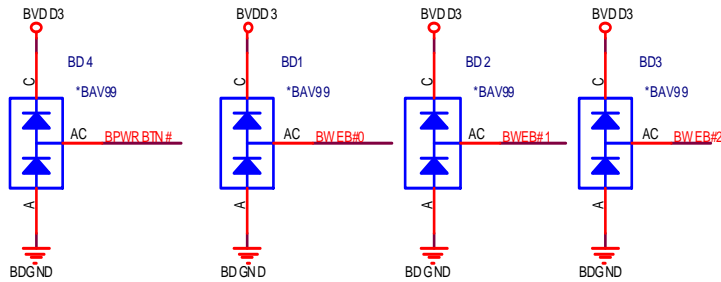 BVDD3 BVDD3 BVDD3 BVDD3
BD4 BD1 BD2 BD3
C *BAV99 C *BAV99 C *BAV99 C *BAV99
AC BPWRBTN# AC BWEB#0 AC BWEB#1 AC BWEB#2
A A A A
BDGND BDGND BDGND BDGND